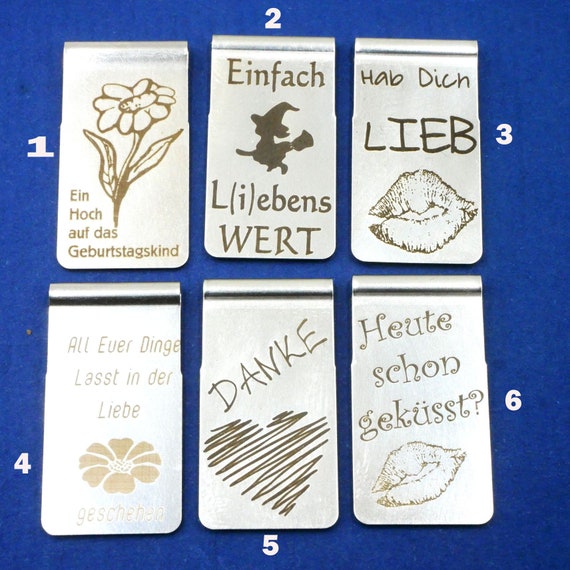 1
Ein
Hoch
auf das
Geburtstagskind
2
Einfach
L(i)ebens
WERT
3
Hab Dich
LIEB
4
All Euer Dinge
Lasst in der
Liebe
geschehen
5
DANKE
6
Heute
schon
geküsst?